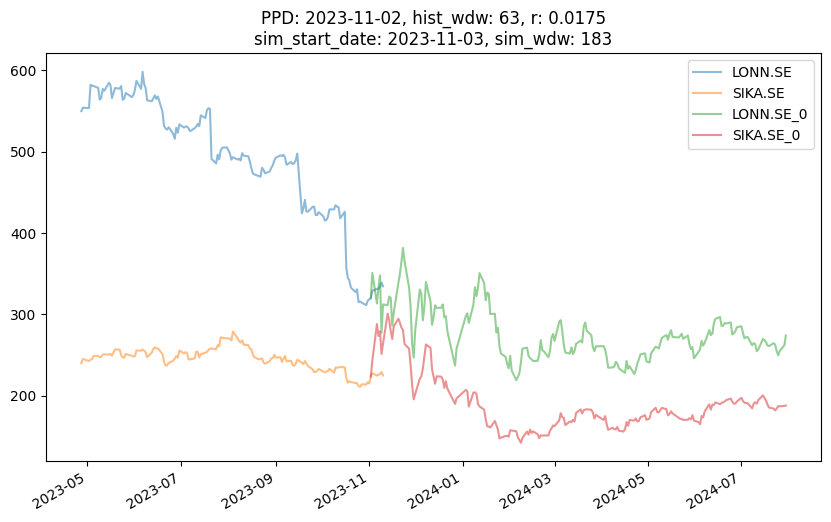 PPD: 2023-11-02, hist_wdw: 63, r: 0.0175
sim_start_date: 2023-11-03, sim_wdw: 183
LONN.SE
SIKA.SE
LONN.SE_0
SIKA.SE_0
600
500
400
300
200
2023-05
2023-07
2023-09
2023-11
2024-01
2024-03
2024-05
2024-07